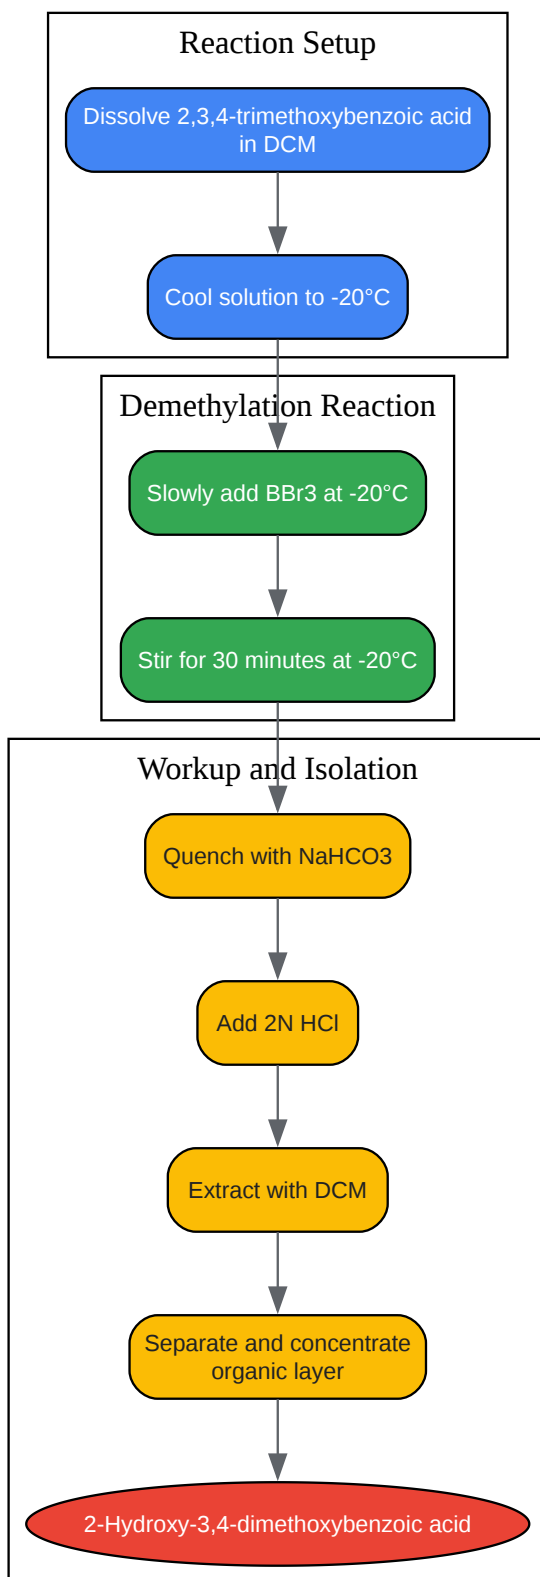 Reaction Setup
Dissolve 2,3,4-trimethoxybenzoic acid
in DCM
Cool solution to -20°C
Demethylation Reaction
Slowly add BBr3 at -20°C
Stir for 30 minutes at -20°C
Workup and Isolation
Quench with NaHCO3
Add 2N HCl
Extract with DCM
Separate and concentrate
organic layer
2-Hydroxy-3,4-dimethoxybenzoic acid